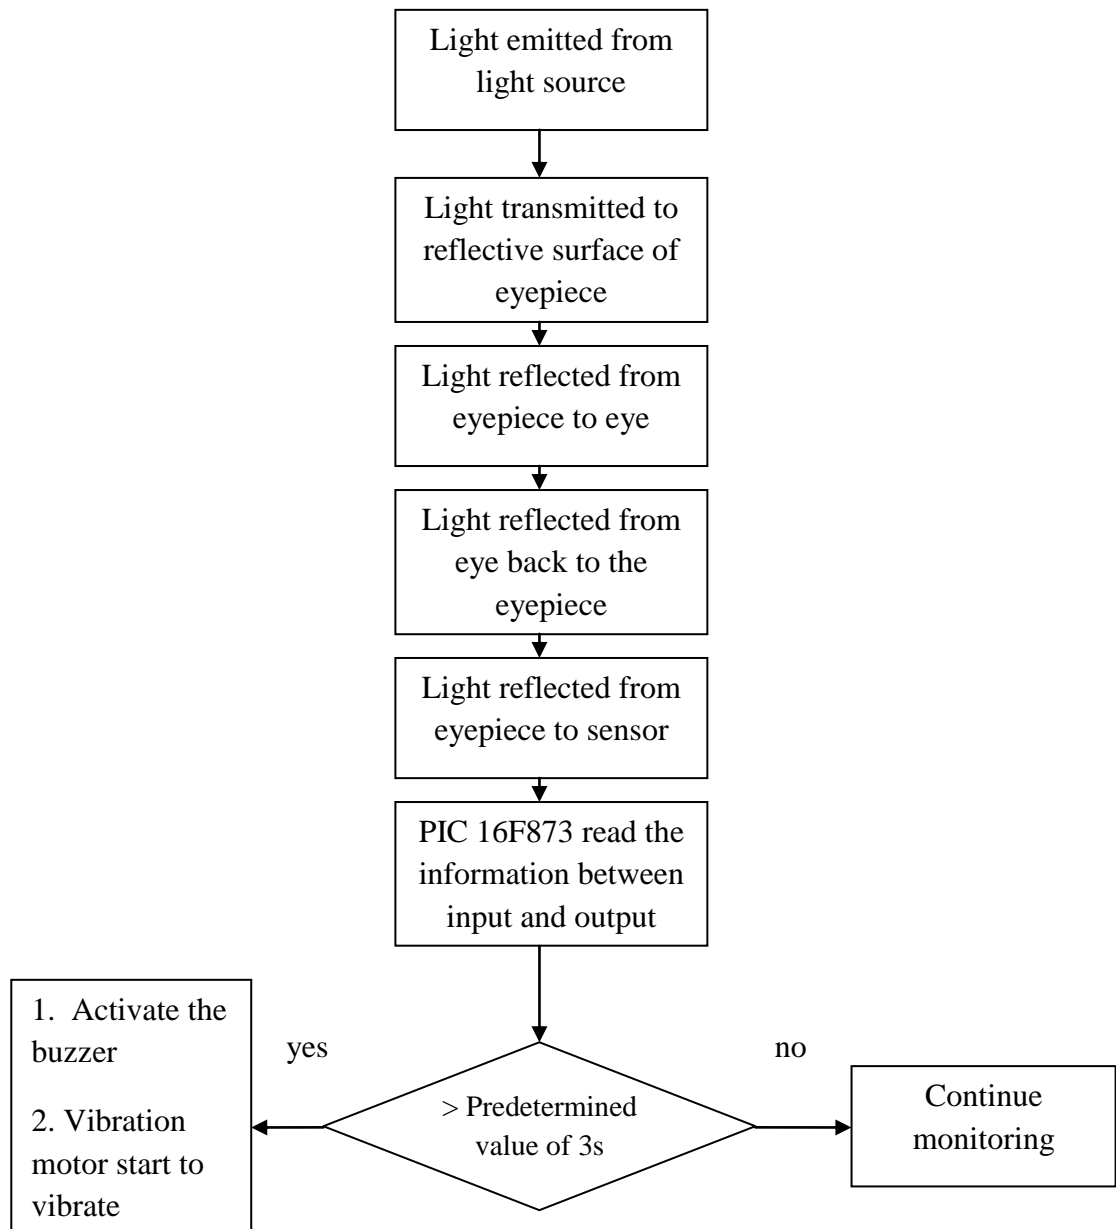 Light emitted from
light source
Light transmitted to
reflective surface of
eyepiece
Light reflected from
eyepiece to eye
Light reflected from
eye back to the
eyepiece
Light reflected from
eyepiece to sensor
PIC 16F873 read the
information between
input and output
1. Activate the
buzzer
2. Vibration
motor start to
vibrate
yes
> Predetermined
value of 3s
no
Continue
monitoring